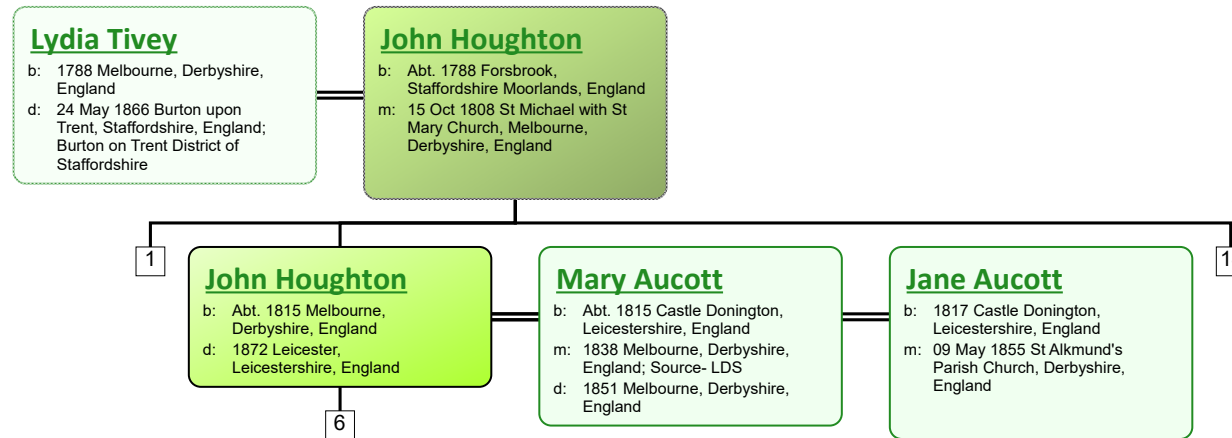 Lydia Tivey
b: 1788 Melbourne, Derbyshire,
England
d: 24 May 1866 Burton upon
Trent, Staffordshire, England;
Burton on Trent District of
Staffordshire
John Houghton
b: Abt. 1788 Forsbrook,
Staffordshire Moorlands, England
m: 15 Oct 1808 St Michael with St
Mary Church, Melbourne,
Derbyshire, England
1
1
John Houghton
b: Abt. 1815 Melbourne,
Derbyshire, England
d: 1872 Leicester,
Leicestershire, England
Mary Aucott
b: Abt. 1815 Castle Donington,
Leicestershire, England
m: 1838 Melbourne, Derbyshire,
England; Source- LDS
d: 1851 Melbourne, Derbyshire,
England
Jane Aucott
b: 1817 Castle Donington,
Leicestershire, England
m: 09 May 1855 St Alkmund's
Parish Church, Derbyshire,
England
6